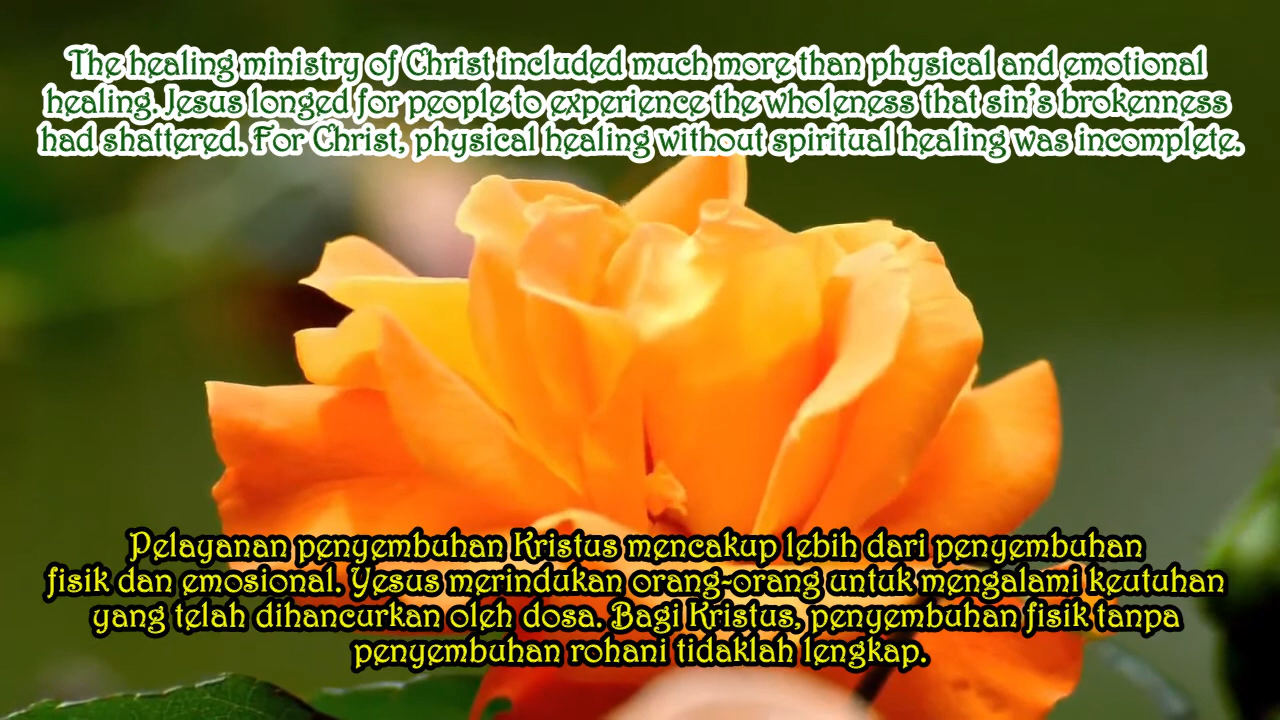 The healing ministry of Christ included much more than physical and emotional
healing. Jesus longed for people to experience the wholeness that sin's brokenness
had shattered. For Christ, physical healing without spiritual healing was incomplete.
Pelayanan penyembuhan Kristus mencakup lebih dari penyembuhan
fisik dan emosional. Yesus merindukan orang-orang untuk mengalami keutuhan
yang telah dihancurkan oleh dosa. Bagi Kristus, penyembuhan fisik tanpa
penyembuhan rohani tidaklah lengkap.